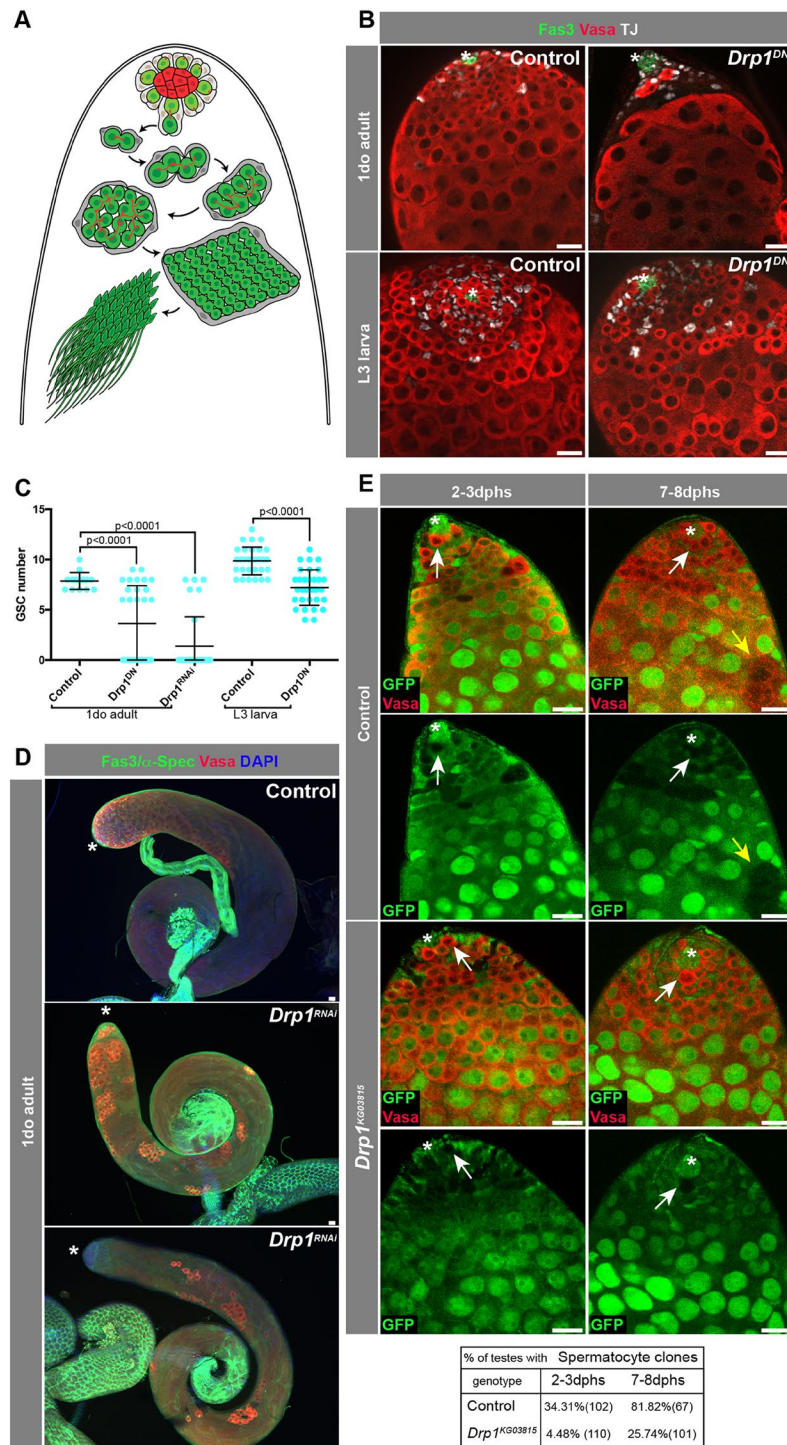 A
B
Fas3 Vasa TJ
1do adult
* Control
* Drp1DN
L3 larva
Control
*
Drp1DN
*
C
GSC number
15
10
5
0
p<0.0001
p<0.0001
p<0.0001
Control
Drp1DN
Drp1RNAi
Control
Drp1DN
1do adult
L3 larva
D
Fas3/α-Spec Vasa DAPI
1do adult
Control
*
Drp1RNAi
*
Drp1RNAi
*
E
2-3dphs
7-8dphs
Control
*
GFP
Vasa
*
GFP
Vasa
*
GFP
*
GFP
Drp1KG03815
*
GFP
Vasa
*
GFP
Vasa
*
GFP
*
GFP
% of testes with Spermatocyte clones
genotype 2-3dphs 7-8dphs
Control 34.31%(102) 81.82%(67)
Drp1KG03815 4.48% (110) 25.74%(101)